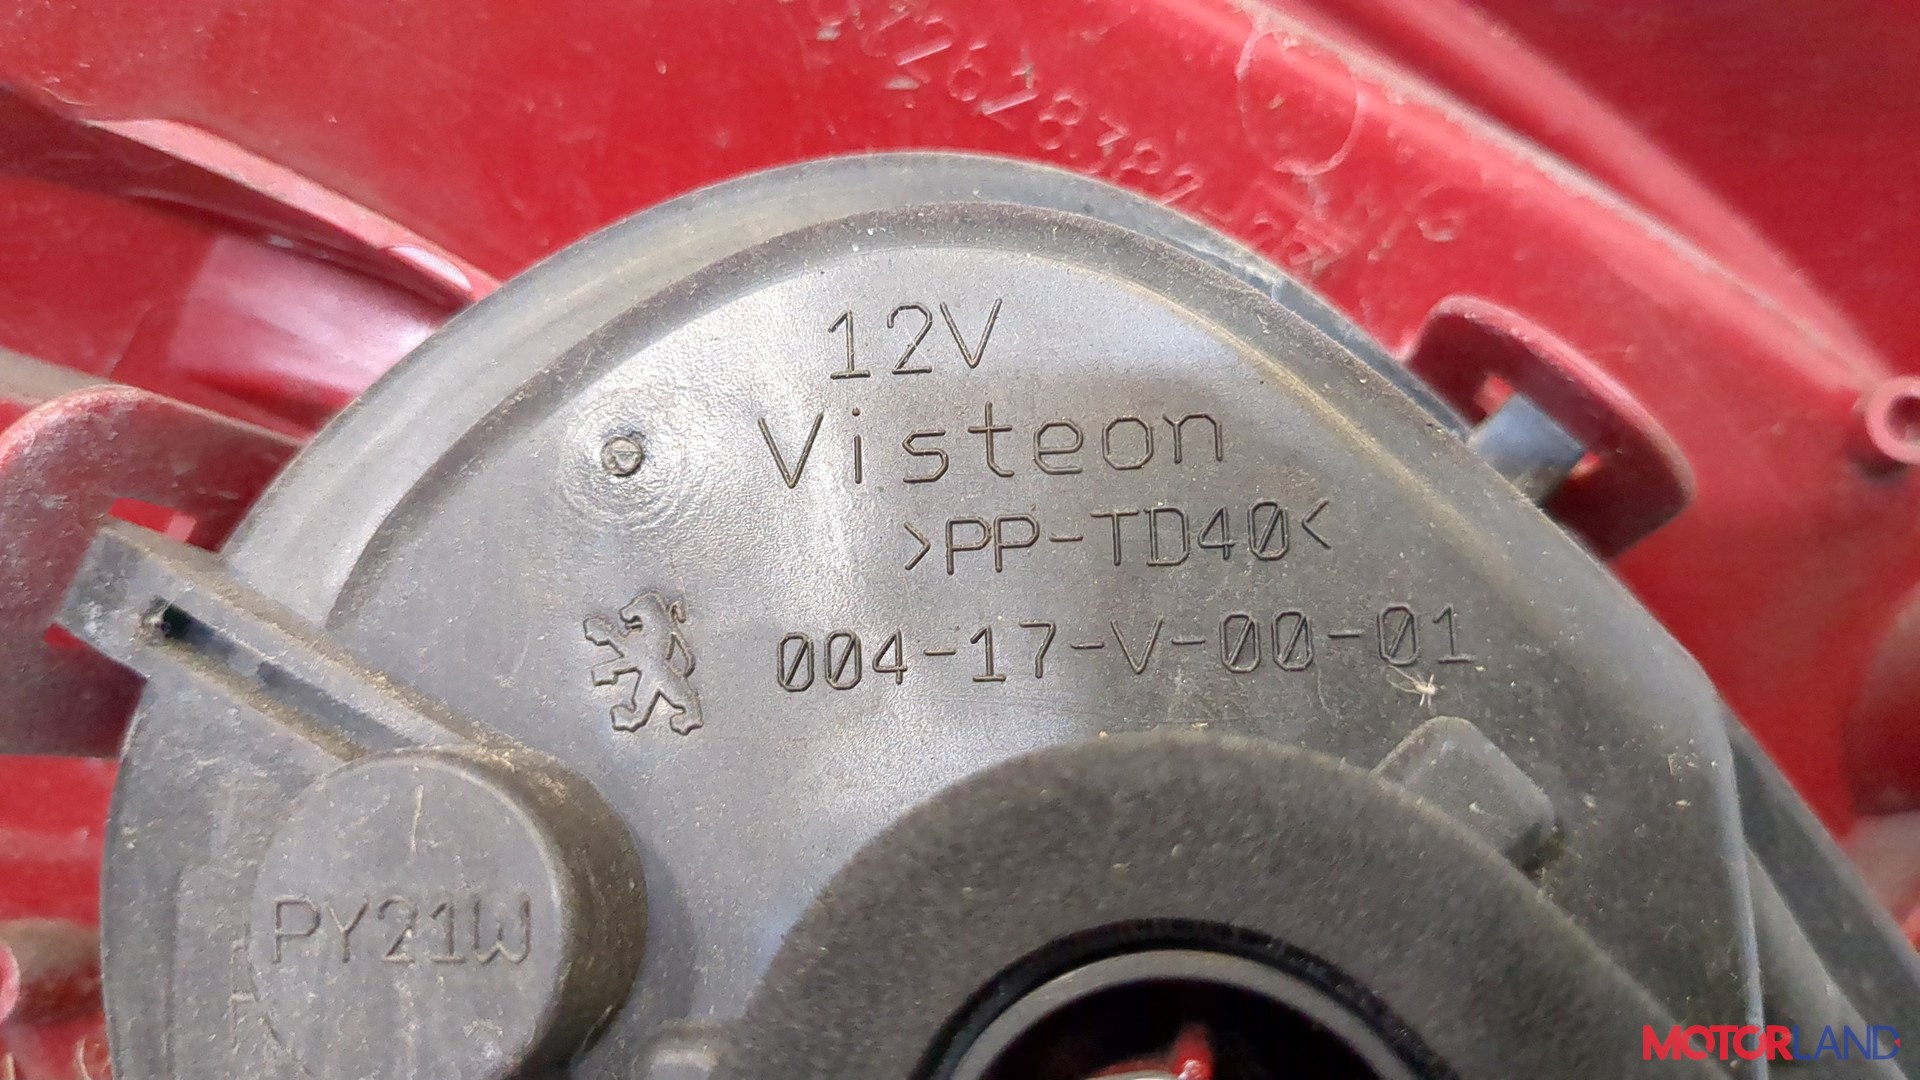 12V
Visteon
>PP-TD40<
004-17-V-00-01
PY21W
MOTORLAND